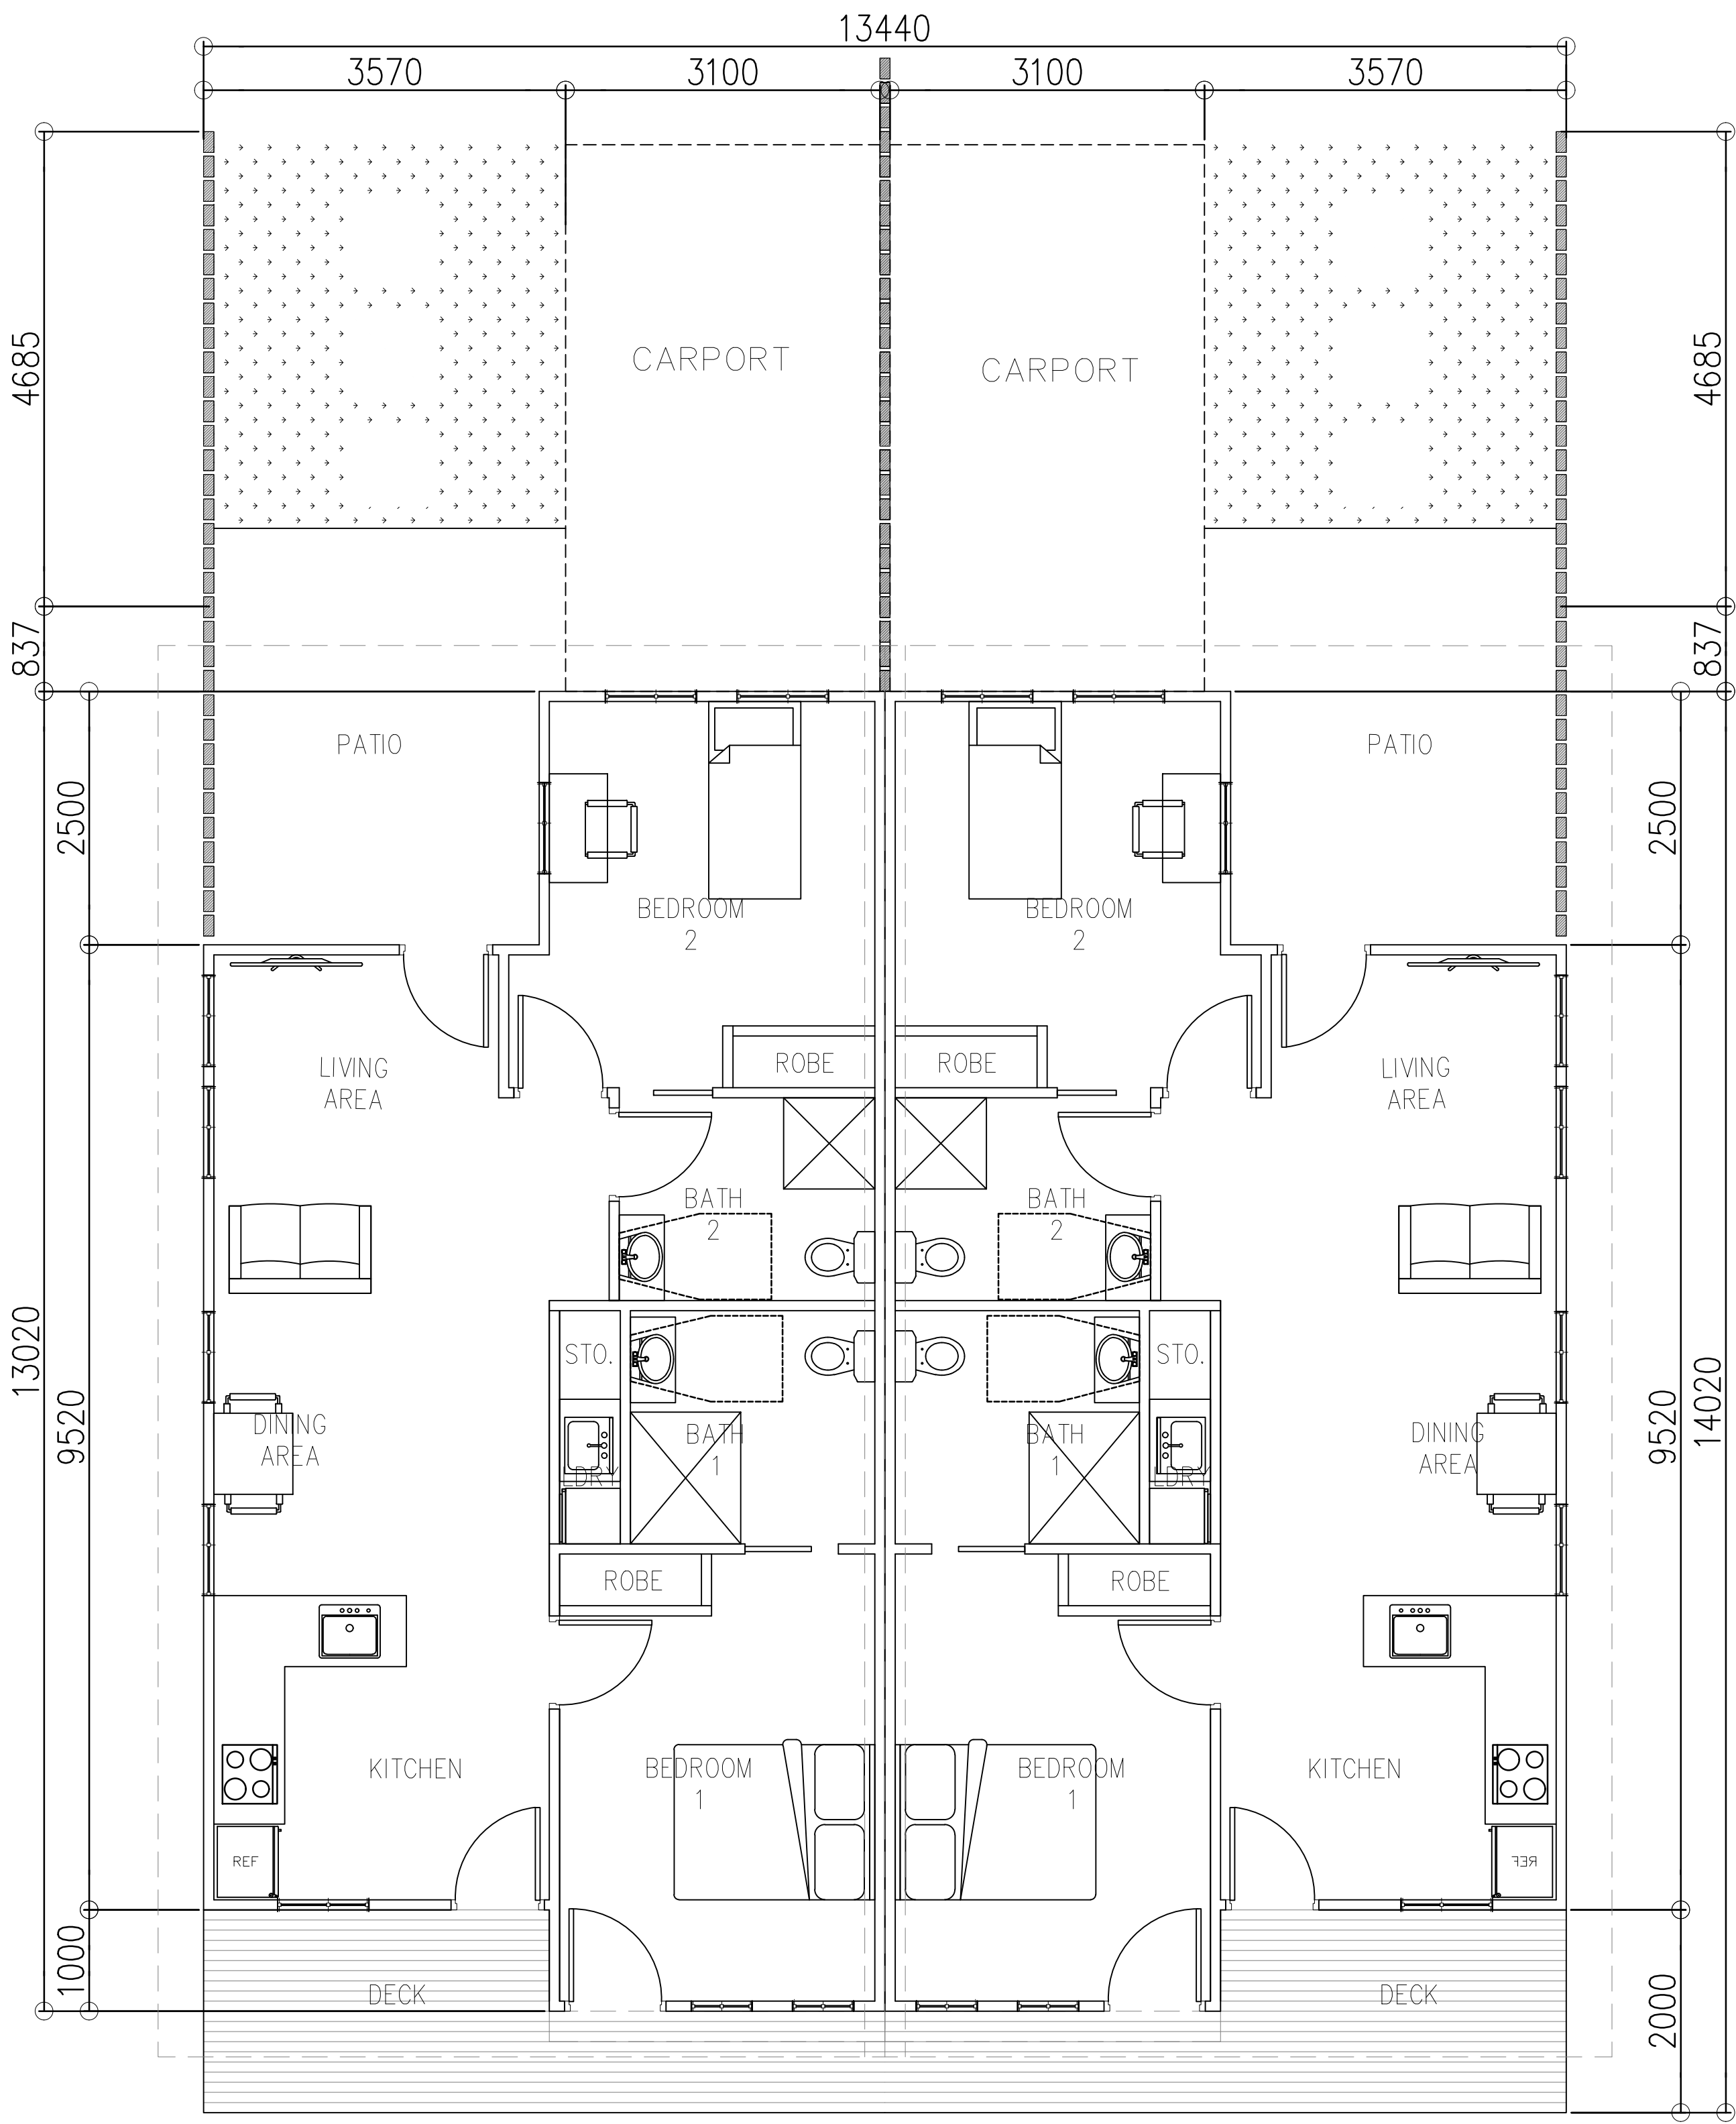 13440
3570 3100 3100 3570
4685 4685
CARPORT CARPORT
837 837
PATIO PATIO
2500 2500
BEDROOM BEDROOM
2 2
ROBE ROBE
LIVING LIVING
AREA AREA
BATH BATH
2 2
13020 14020
STO. STO.
9520 9520
DINING BATH BATH DINING
AREA 1 1 AREA
LDRY LDRY
ROBE ROBE
KITCHEN BEDROOM BEDROOM KITCHEN
1 1
REF REF
1000 2000
DECK DECK